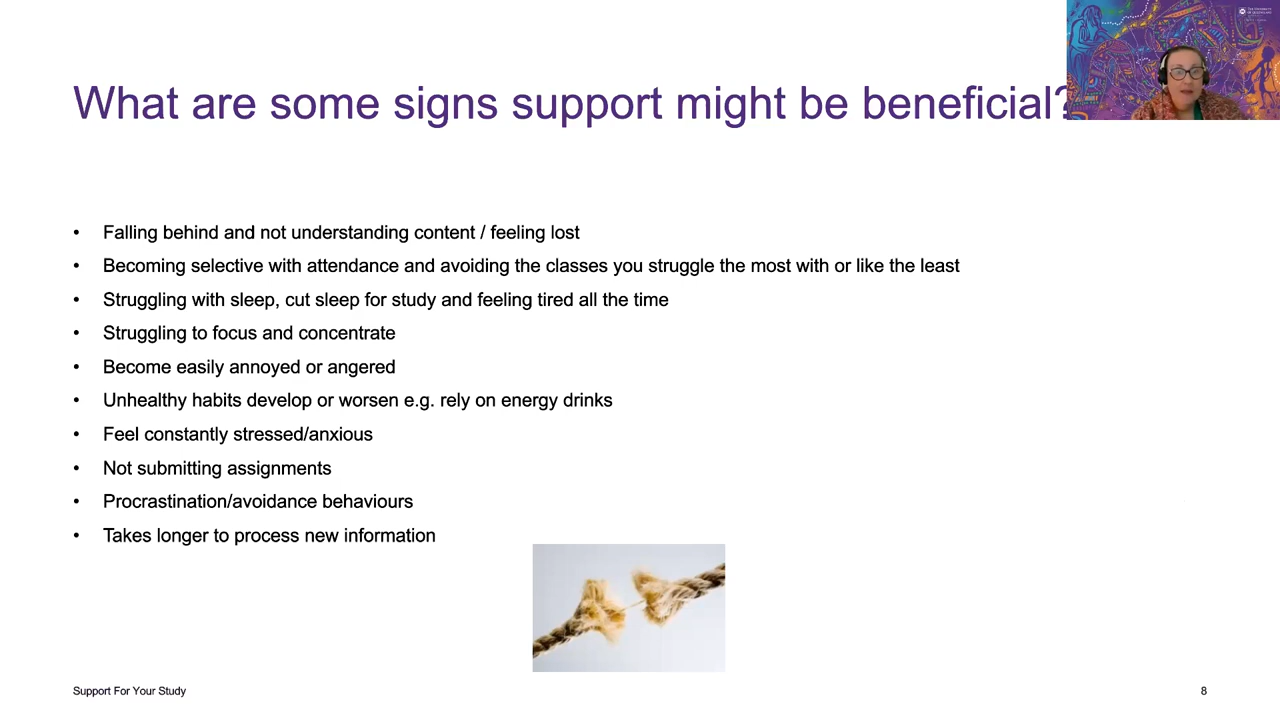 What are some signs support might be beneficial?
• Falling behind and not understanding content / feeling lost
• Becoming selective with attendance and avoiding the classes you struggle the most with or like the least
• Struggling with sleep, cut sleep for study and feeling tired all the time
• Struggling to focus and concentrate
• Become easily annoyed or angered
• Unhealthy habits develop or worsen e.g. rely on energy drinks
• Feel constantly stressed/anxious
• Not submitting assignments
• Procrastination/avoidance behaviours
• Takes longer to process new information
Support For Your Study
8